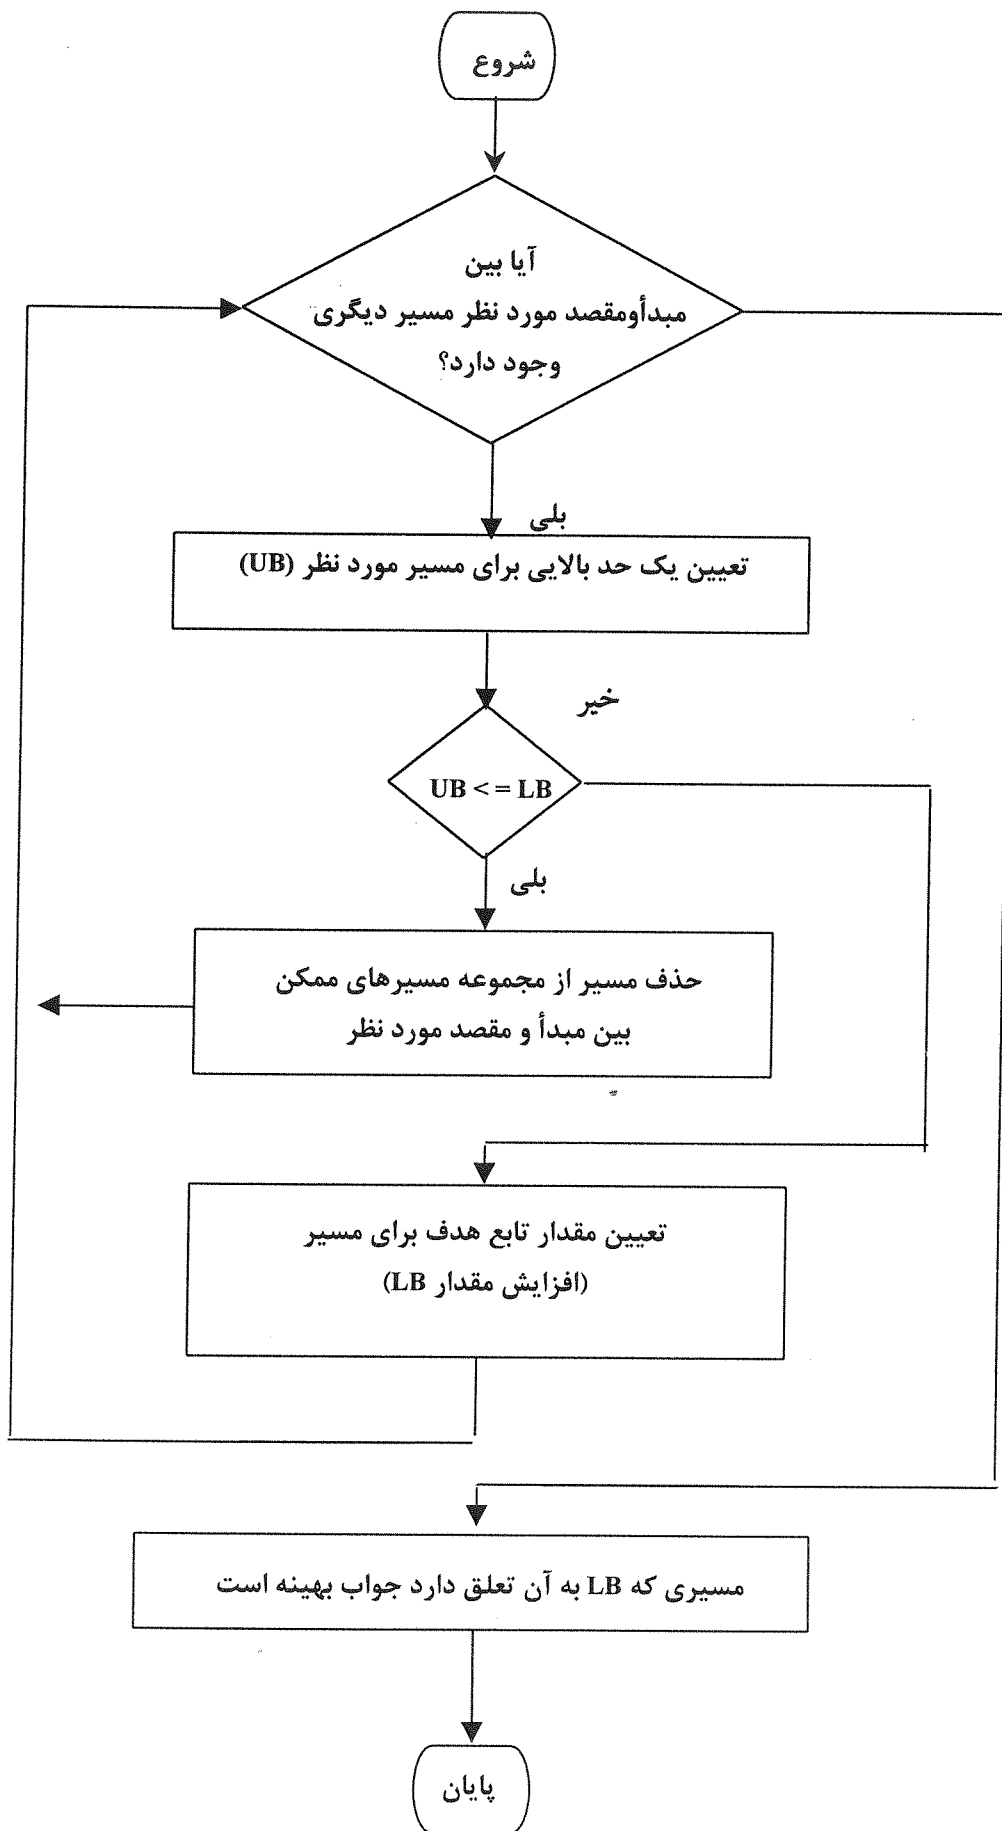 شروع
آیا بین
مبدأومقصد مورد نظر مسیر دیگری
وجود دارد؟
بلی
تعیین یک حد بالایی برای مسیر مورد نظر (UB)
خیر
UB < = LB
بلی
حذف مسیر از مجموعه مسیرهای ممکن
بین مبدأ و مقصد مورد نظر
تعیین مقدار تابع هدف برای مسیر
(افزایش مقدار LB)
مسیری که LB به آن تعلق دارد جواب بهینه است
پایان